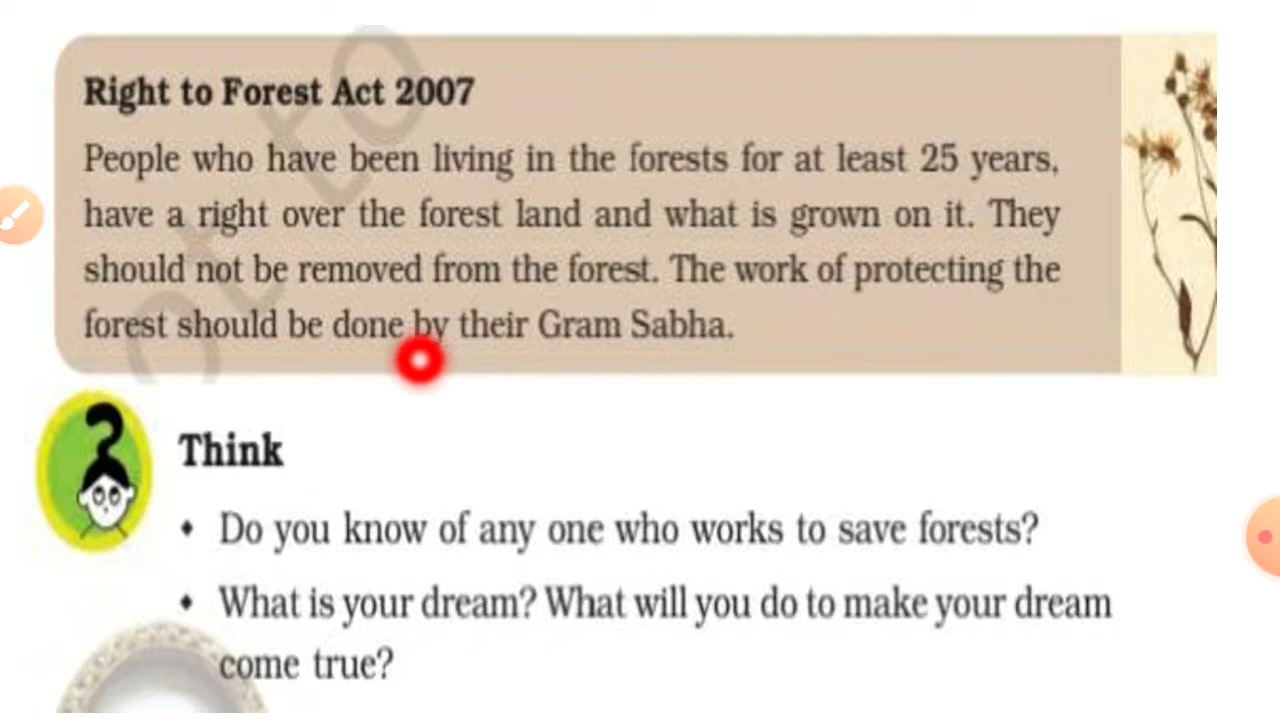 Right to Forest Act 2007
People who have been living in the forests for at least 25 years,
have a right over the forest land and what is grown on it. They
should not be removed from the forest. The work of protecting the
forest should be done by their Gram Sabha.
Think
• Do you know of any one who works to save forests?
• What is your dream? What will you do to make your dream
come true?